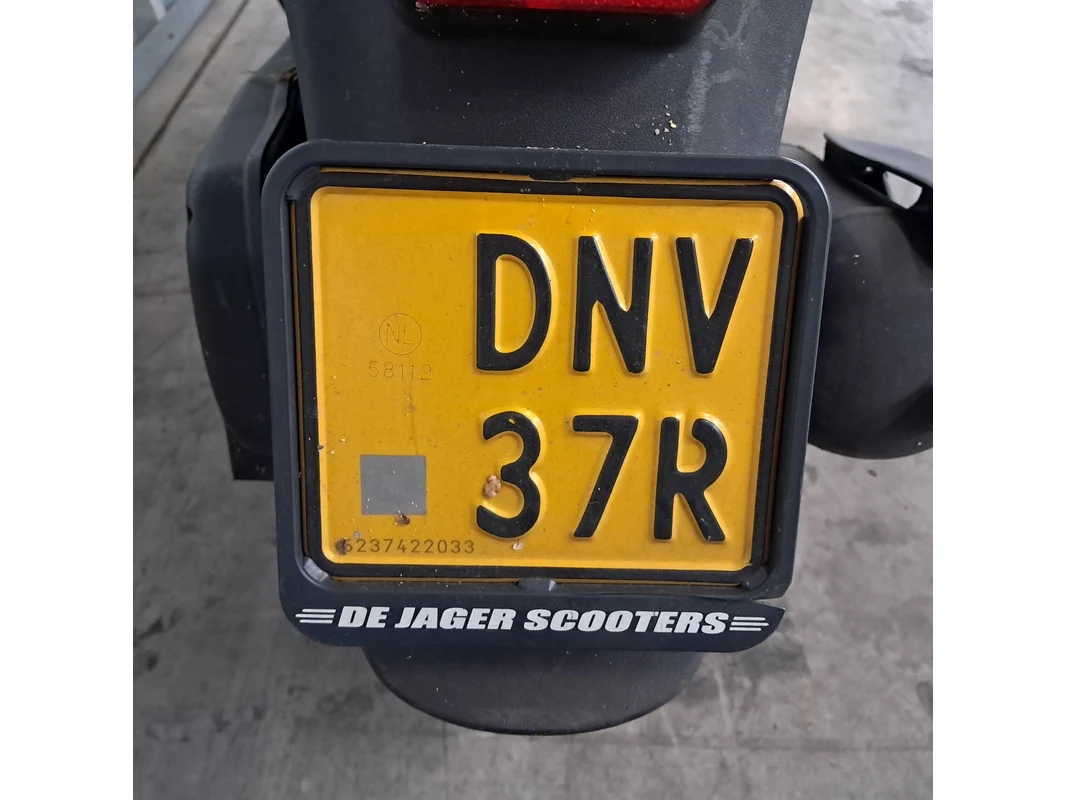 DNV
NL
58112
37R
6237422033
DE JAGER SCOOTERS